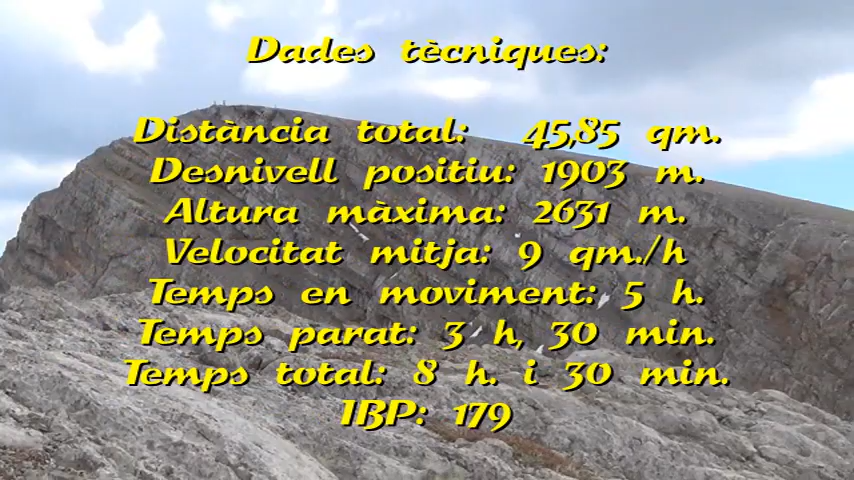 Dades tècniques:
Distància total: 45,85 qm.
Desnivell positiu: 1903 m.
Altura màxima: 2631 m.
Velocitat mitja: 9 qm./h
Temps en moviment: 5 h.
Temps parat: 3 h, 30 min.
Temps total: 8 h. i 30 min.
IBP: 179